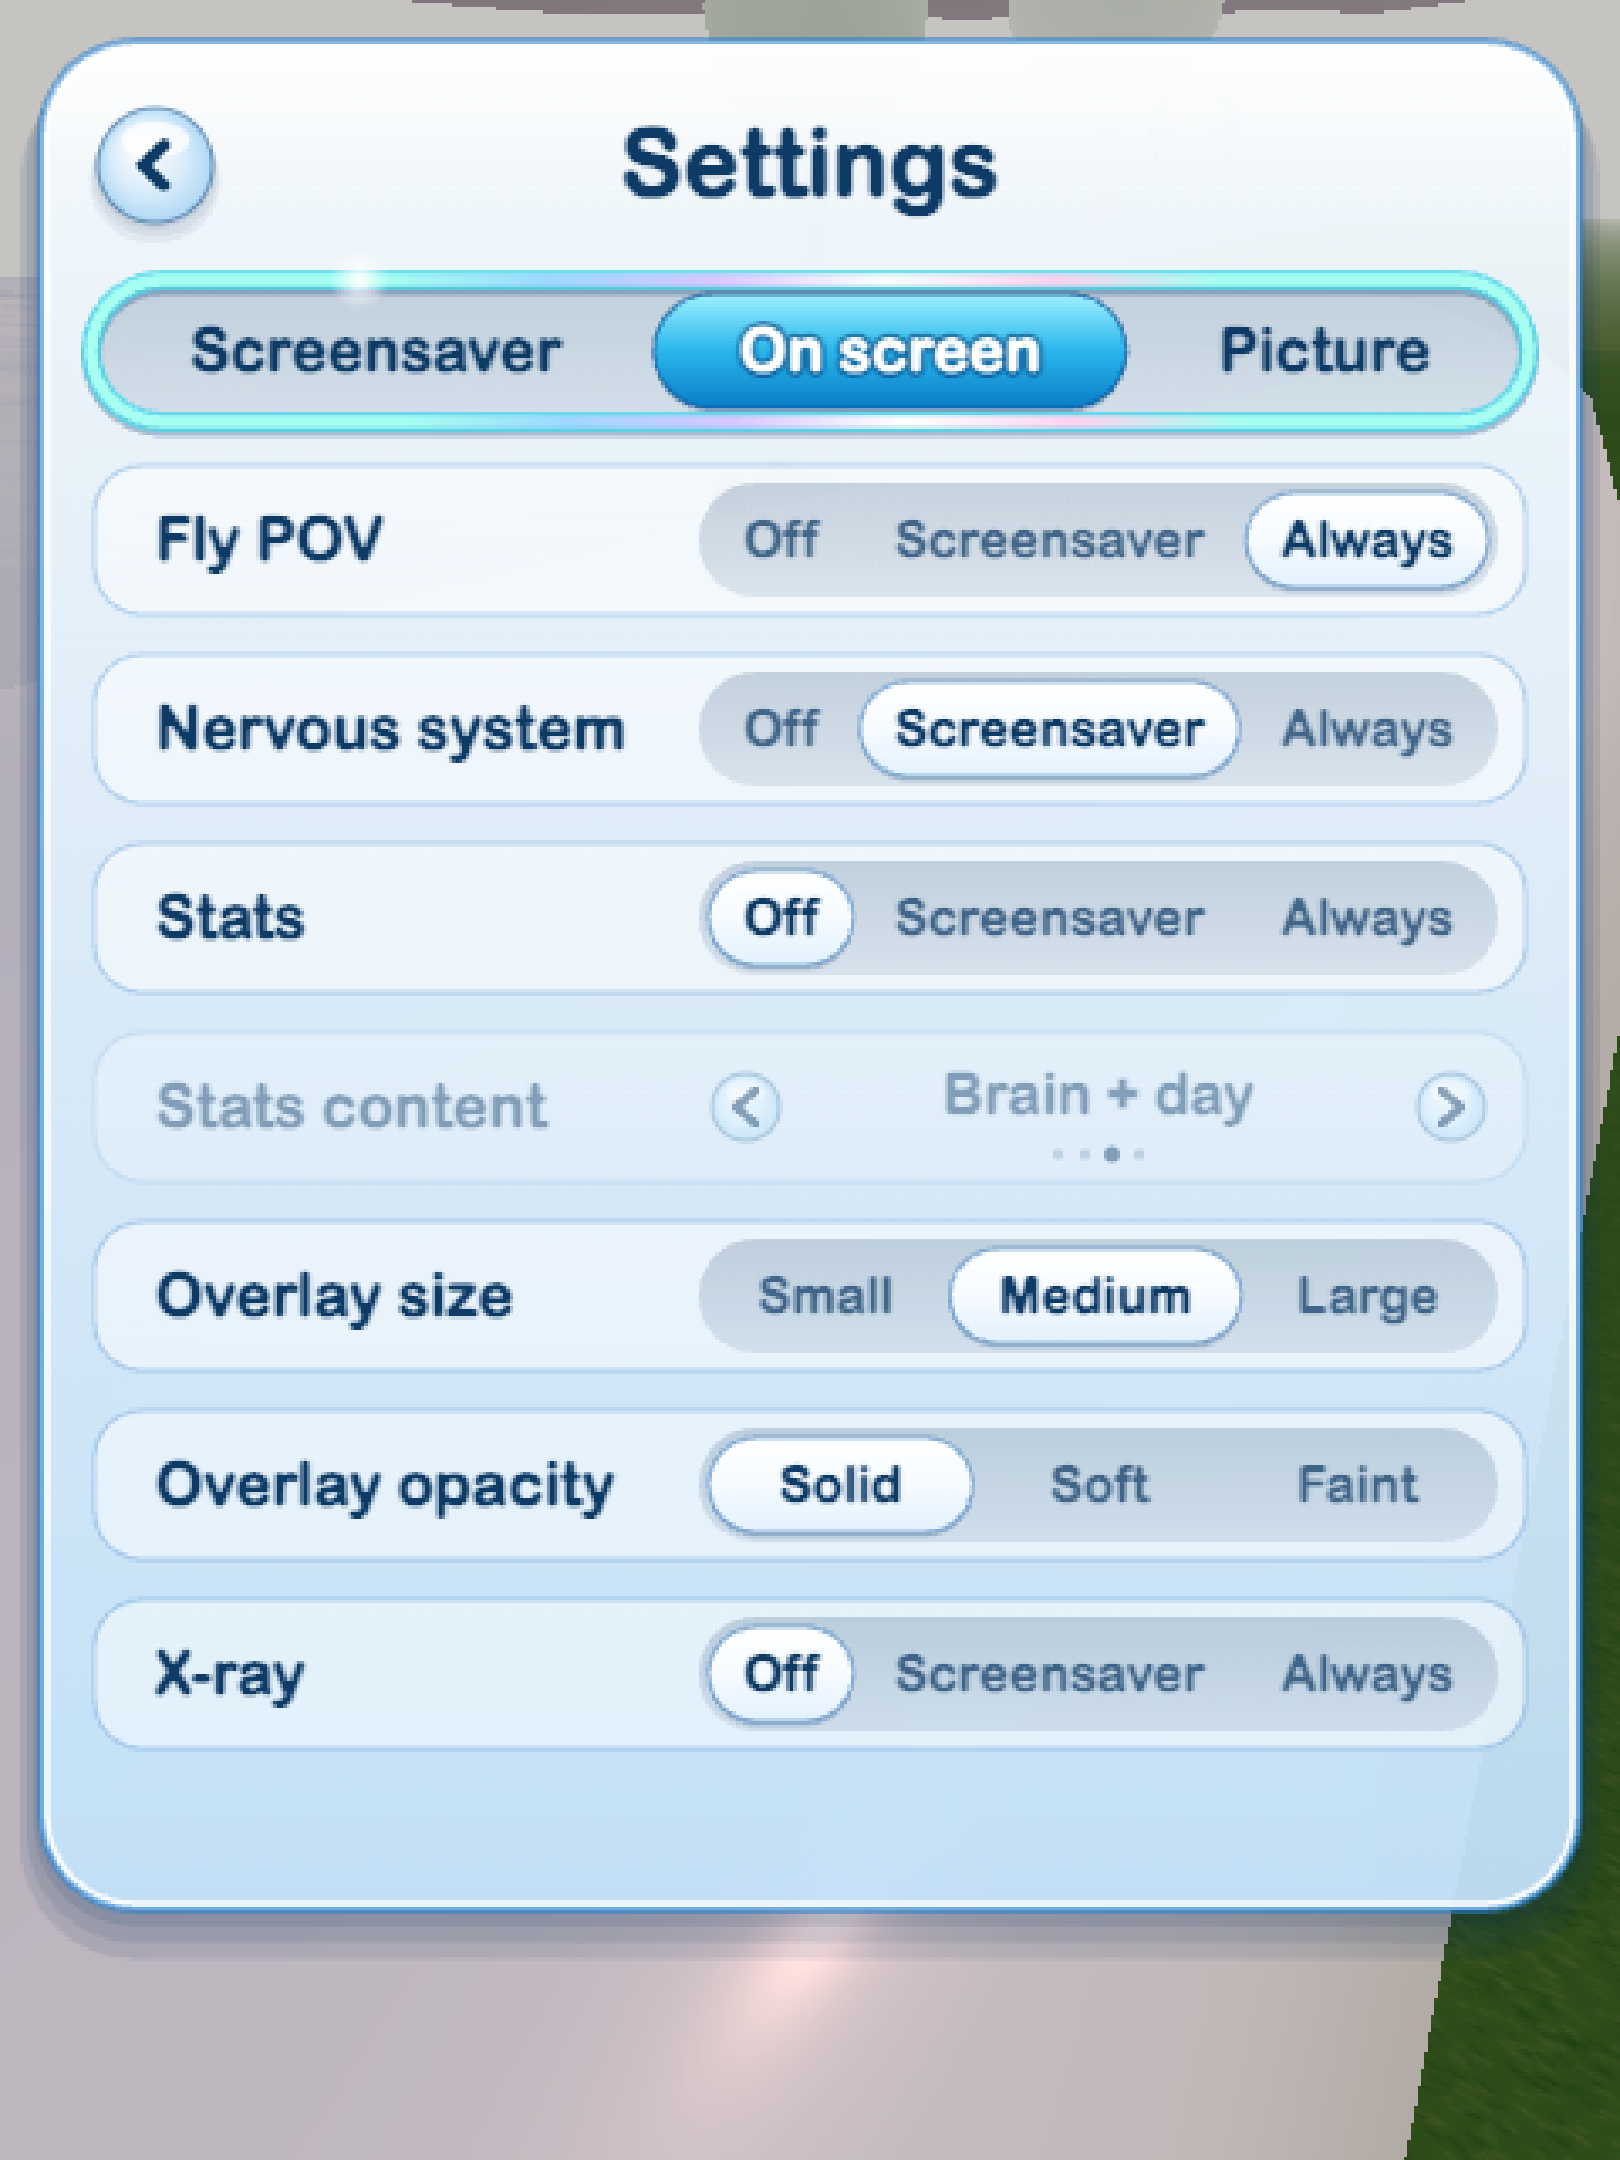 Settings
Screensaver On screen Picture
Fly POV Off Screensaver Always
Nervous system Off Screensaver Always
Stats Off Screensaver Always
Stats content Brain + day
Overlay size Small Medium Large
Overlay opacity Solid Soft Faint
X-ray Off Screensaver Always